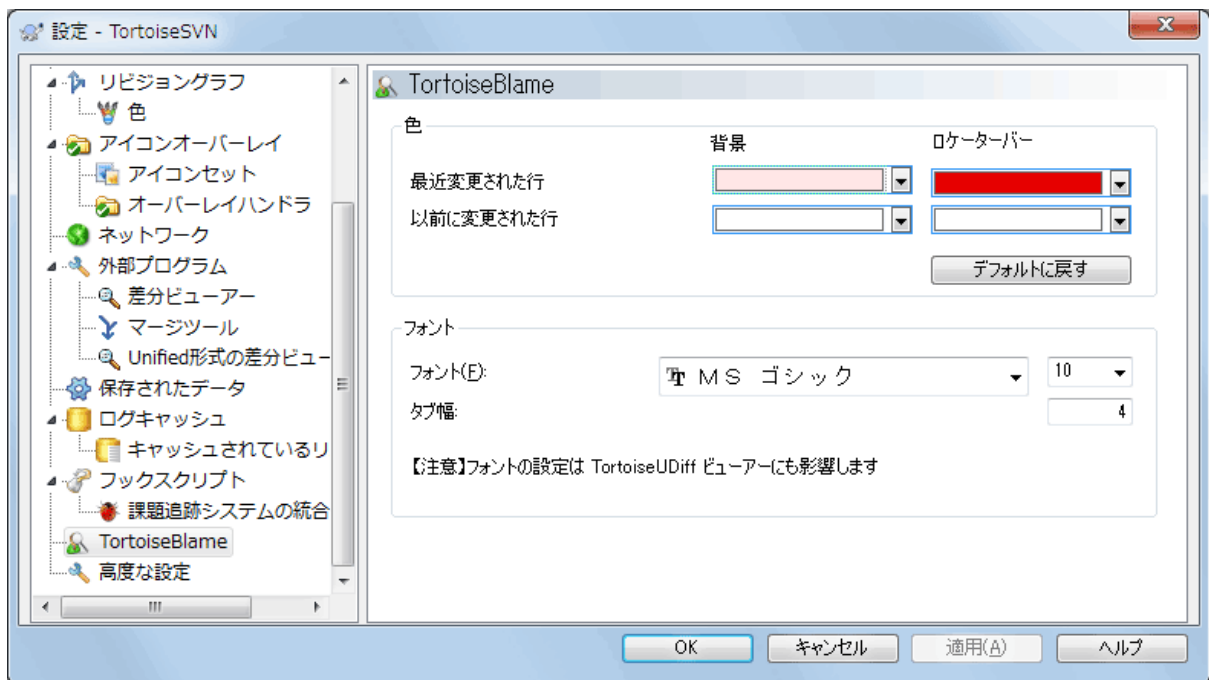 設定 - TortoiseSVN
リビジョングラフ
色
アイコンオーバーレイ
アイコンセット
オーバーレイハンドラ
ネットワーク
外部プログラム
差分ビューアー
マージツール
Unified形式の差分ビュー
保存されたデータ
ログキャッシュ
キャッシュされているリ
フックスクリプト
課題追跡システムの統合
TortoiseBlame
高度な設定
TortoiseBlame
色
背景 ロケーターバー
最近変更された行
以前に変更された行
デフォルトに戻す
フォント
フォント(F): ＭＳ ゴシック 10
タブ幅: 4
【注意】フォントの設定は TortoiseUDiff ビューアーにも影響します
OK キャンセル 適用(A) ヘルプ